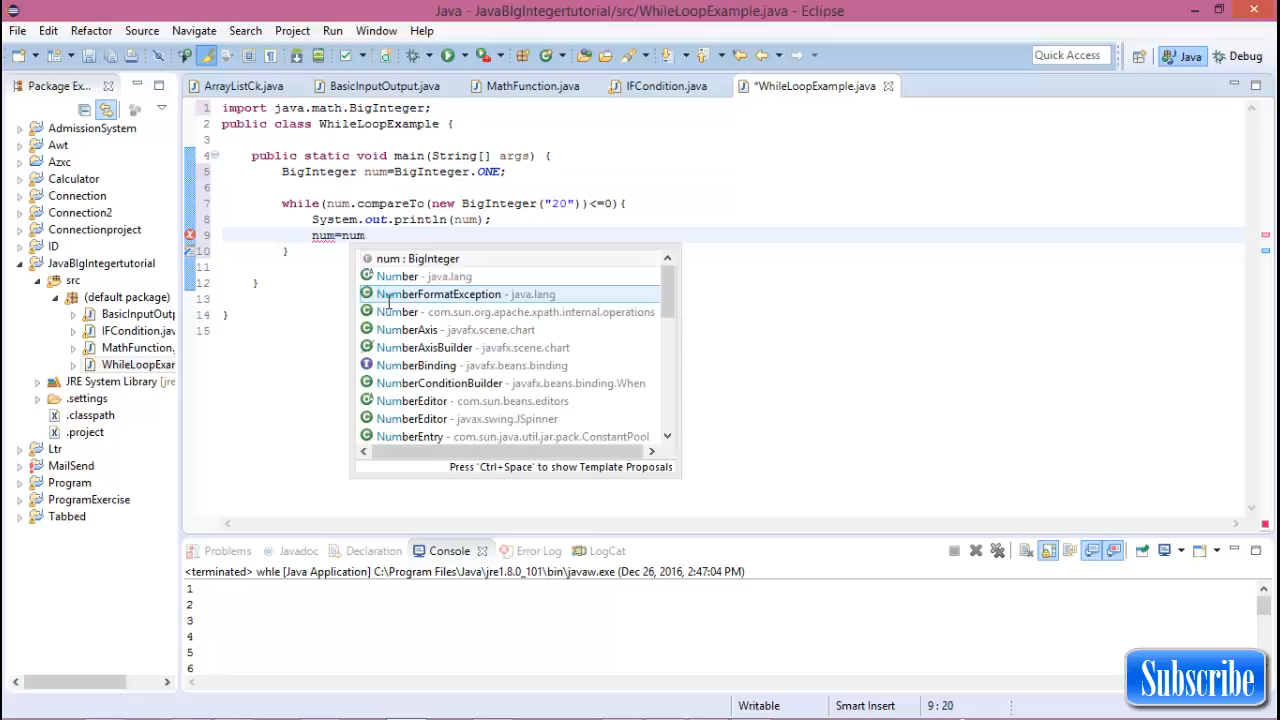 Java - JavaBIgIntegertutorial/src/WhileLoopExample.java - Eclipse
File Edit Refactor Source Navigate Search Project Run Window Help
Quick Access Java Debug
Package Ex... ArrayListCk.java BasicInputOutput.java MathFunction.java IFCondition.java *WhileLoopExample.java
AdmissionSystem
Awt
Azxc
Calculator
Connection
Connection2
Connectionproject
ID
JavaBIgIntegertutorial
src
(default package)
BasicInputOutp
IFCondition.jav
MathFunction.
WhileLoopExar
JRE System Library [jre
.settings
.classpath
.project
Ltr
MailSend
Program
ProgramExercise
Tabbed
1 import java.math.BigInteger;
2 public class WhileLoopExample {
3
4 public static void main(String[] args) {
5 BigInteger num=BigInteger.ONE;
6
7 while(num.compareTo(new BigInteger("20"))<=0){
8 System.out.println(num);
9 num=num
10 }
11
12 }
13
14 }
15
num : BigInteger
Number - java.lang
NumberFormatException - java.lang
Number - com.sun.org.apache.xpath.internal.operations
NumberAxis - javafx.scene.chart
NumberAxisBuilder - javafx.scene.chart
NumberBinding - javafx.beans.binding
NumberConditionBuilder - javafx.beans.binding.When
NumberEditor - com.sun.beans.editors
NumberEditor - javax.swing.JSpinner
NumberEntry - com.sun.java.util.jar.pack.ConstantPool
Press 'Ctrl+Space' to show Template Proposals
Problems @ Javadoc Declaration Console Error Log LogCat
<terminated> whle [Java Application] C:\Program Files\Java\jre1.8.0_101\bin\javaw.exe (Dec 26, 2016, 2:47:04 PM)
1
2
3
4
5
6
Subscribe
Writable Smart Insert 9 : 20